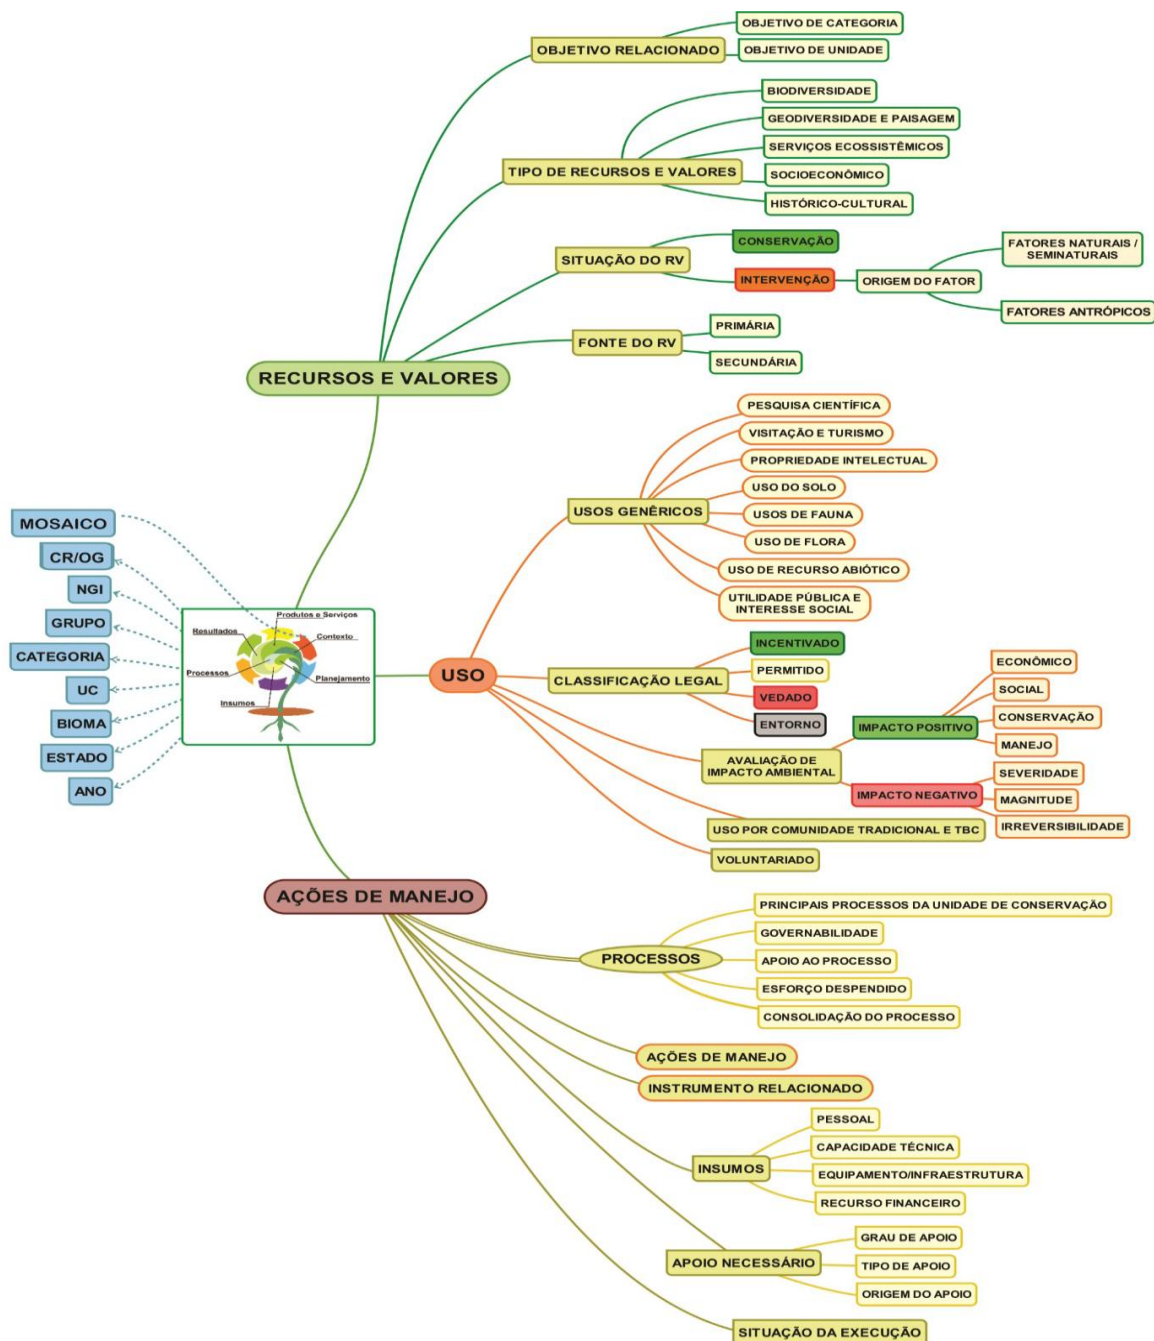 OBJETIVO DE CATEGORIA
OBJETIVO RELACIONADO
OBJETIVO DE UNIDADE
BIODIVERSIDADE
GEODIVERSIDADE E PAISAGEM
SERVIÇOS ECOSSISTÊMICOS
TIPO DE RECURSOS E VALORES
SOCIOECONÔMICO
HISTÓRICO-CULTURAL
CONSERVAÇÃO
SITUAÇÃO DO RV
INTERVENÇÃO
ORIGEM DO FATOR
FATORES NATURAIS /
SEMINATURAIS
FATORES ANTRÓPICOS
PRIMÁRIA
FONTE DO RV
SECUNDÁRIA
RECURSOS E VALORES
PESQUISA CIENTÍFICA
VISITAÇÃO E TURISMO
PROPRIEDADE INTELECTUAL
USO DO SOLO
USOS GENÊRICOS
USOS DE FAUNA
USO DE FLORA
USO DE RECURSO ABIÓTICO
UTILIDADE PÚBLICA E
INTERESSE SOCIAL
MOSAICO
CR/OG
NGI
GRUPO
CATEGORIA
UC
BIOMA
ESTADO
ANO
Produtos e Serviços
Resultados
Contexto
Processos
Planejamento
Insumos
USO
INCENTIVADO
PERMITIDO
CLASSIFICAÇÃO LEGAL
VEDADO
ENTORNO
AVALIAÇÃO DE
IMPACTO AMBIENTAL
IMPACTO POSITIVO
ECONÔMICO
SOCIAL
CONSERVAÇÃO
MANEJO
IMPACTO NEGATIVO
SEVERIDADE
MAGNITUDE
IRREVERSIBILIDADE
USO POR COMUNIDADE TRADICIONAL E TBC
VOLUNTARIADO
AÇÕES DE MANEJO
PRINCIPAIS PROCESSOS DA UNIDADE DE CONSERVAÇÃO
GOVERNABILIDADE
PROCESSOS
APOIO AO PROCESSO
ESFORÇO DESPENDIDO
CONSOLIDAÇÃO DO PROCESSO
AÇÕES DE MANEJO
INSTRUMENTO RELACIONADO
PESSOAL
CAPACIDADE TÉCNICA
INSUMOS
EQUIPAMENTO/INFRAESTRUTURA
RECURSO FINANCEIRO
GRAU DE APOIO
APOIO NECESSÁRIO
TIPO DE APOIO
ORIGEM DO APOIO
SITUAÇÃO DA EXECUÇÃO